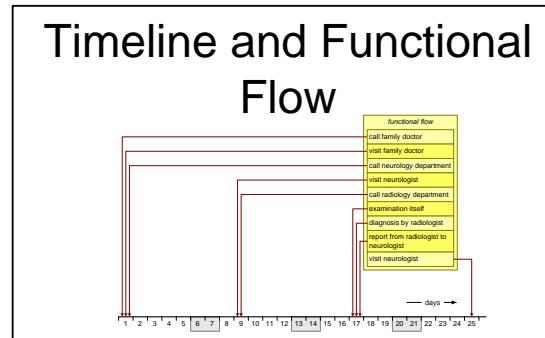 Timeline and Functional
Flow
functional flow
call family doctor
visit family doctor
call neurology department
visit neurologist
call radiology department
examination itself
diagnosis by radiologist
report from radiologist to
neurologist
visit neurologist
days
1 2 3 4 5 6 7 8 9 10 11 12 13 14 15 16 17 18 19 20 21 22 23 24 25